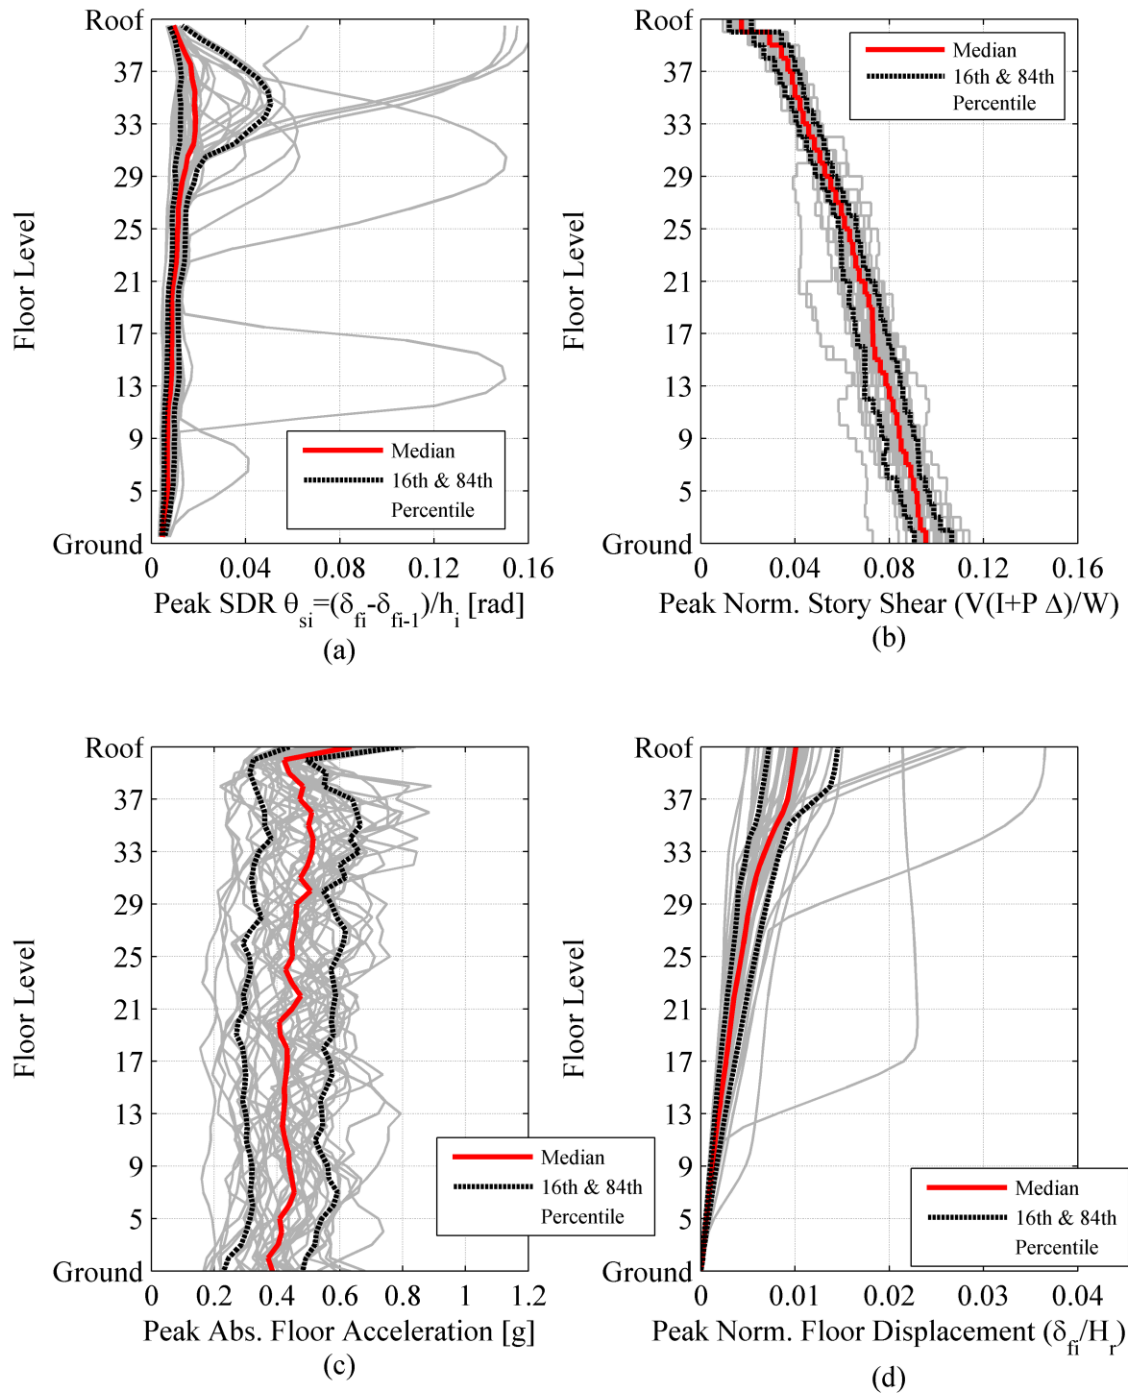 Roof
37
33
29
25
21
17
13
9
5
Ground
Floor Level
Median
16th & 84th
Percentile
0 0.04 0.08 0.12 0.16
Peak SDR θsi=(δfi-δfi-1)/hi [rad]
(a)
Roof
37
33
29
25
21
17
13
9
5
Ground
Floor Level
Median
16th & 84th
Percentile
0 0.04 0.08 0.12 0.16
Peak Norm. Story Shear (V(I+P Δ)/W)
(b)
Roof
37
33
29
25
21
17
13
9
5
Ground
Floor Level
Median
16th & 84th
Percentile
0 0.2 0.4 0.6 0.8 1 1.2
Peak Abs. Floor Acceleration [g]
(c)
Roof
37
33
29
25
21
17
13
9
5
Ground
Floor Level
Median
16th & 84th
Percentile
0 0.01 0.02 0.03 0.04
Peak Norm. Floor Displacement (δfi/Hr)
(d)